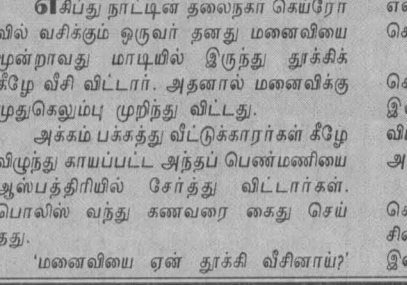 எகிப்து நாட்டின் தலைநகர் கெய்ரோ
வில் வசிக்கும் ஒருவர் தனது மனைவியை
மூன்றாவது மாடியில் இருந்து தூக்கிக்
கீழே வீசி விட்டார். அதனால் மனைவிக்கு
முதுகெலும்பு முறிந்து விட்டது.
அக்கம் பக்கத்து வீட்டுக்காரர்கள் கீழே
விழுந்து காயப்பட்ட அந்தப் பெண்மணியை
ஆஸ்பத்திரியில் சேர்த்து விட்டார்கள்.
பொலிஸ் வந்து கணவரை கைது செய்
தது.
'மனைவியை ஏன் தூக்கி வீசினாய்?'